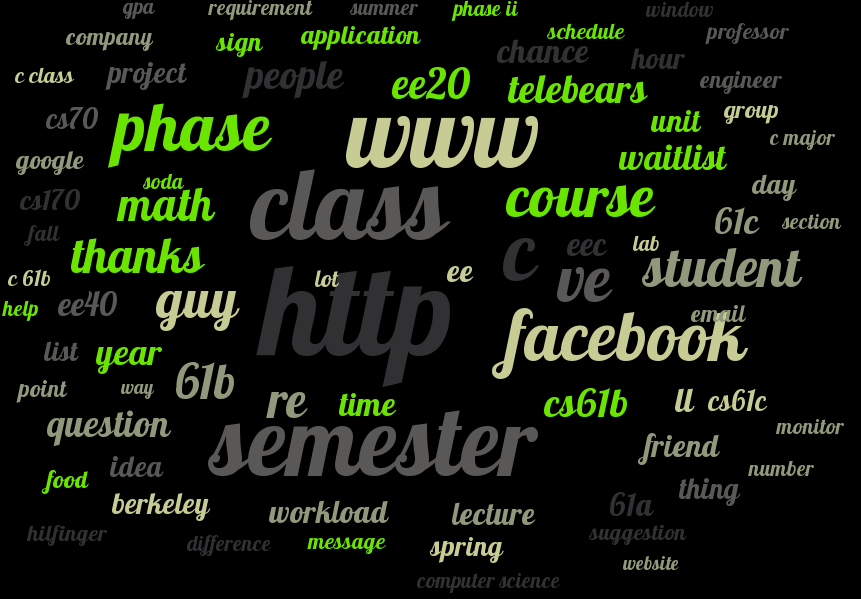 gpa requirement summer phase ii window
company sign application schedule professor
chance hour
c class project people ee20 telebears engineer
cs70 phase www unit group
c major
google waitlist
soda
cs170 math class course day
fall 61c section
thanks c eec lab
c 61b lot ee ve student
help ee40 guy http email
facebook
list year
point way 61b
re time cs61b ll cs61c
question semester friend monitor
food idea thing number
berkeley workload lecture 61a
hilfinger difference message spring suggestion
website
computer science